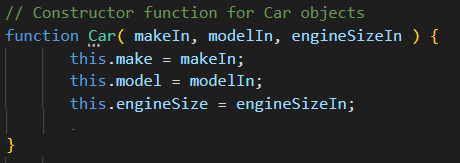 // Constructor function for Car objects
function Car( makeIn, modelIn, engineSizeIn ) {
this.make = makeIn;
this.model = modelIn;
this.engineSize = engineSizeIn;
}